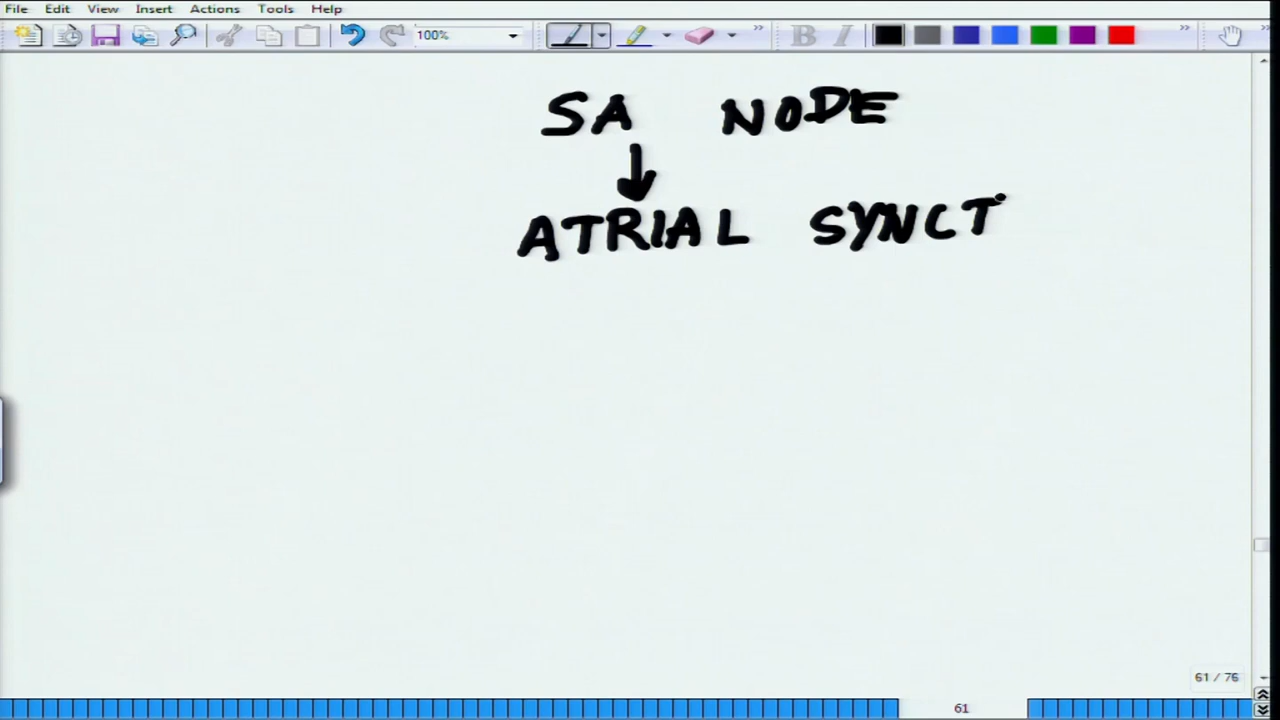 File Edit View Insert Actions Tools Help
100%
SA NODE
↓
ATRIAL SYNCT
61 / 76
61